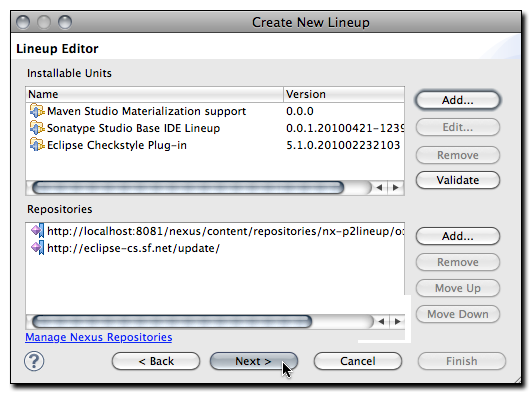 Create New Lineup
Lineup Editor
Installable Units
Name Version
Maven Studio Materialization support 0.0.0
Sonatype Studio Base IDE Lineup 0.0.1.20100421-1239
Eclipse Checkstyle Plug-in 5.1.0.201002232103
Add...
Edit...
Remove
Validate
Repositories
http://localhost:8081/nexus/content/repositories/nx-p2lineup/o
http://eclipse-cs.sf.net/update/
Add...
Remove
Move Up
Move Down
Manage Nexus Repositories
? < Back Next > Cancel Finish